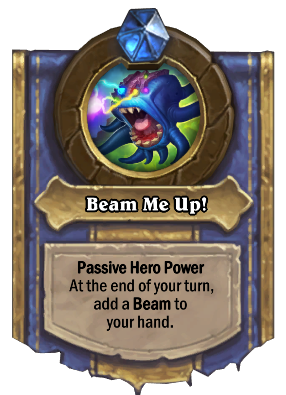 Beam Me Up!
Passive Hero Power
At the end of your turn,
add a Beam to
your hand.